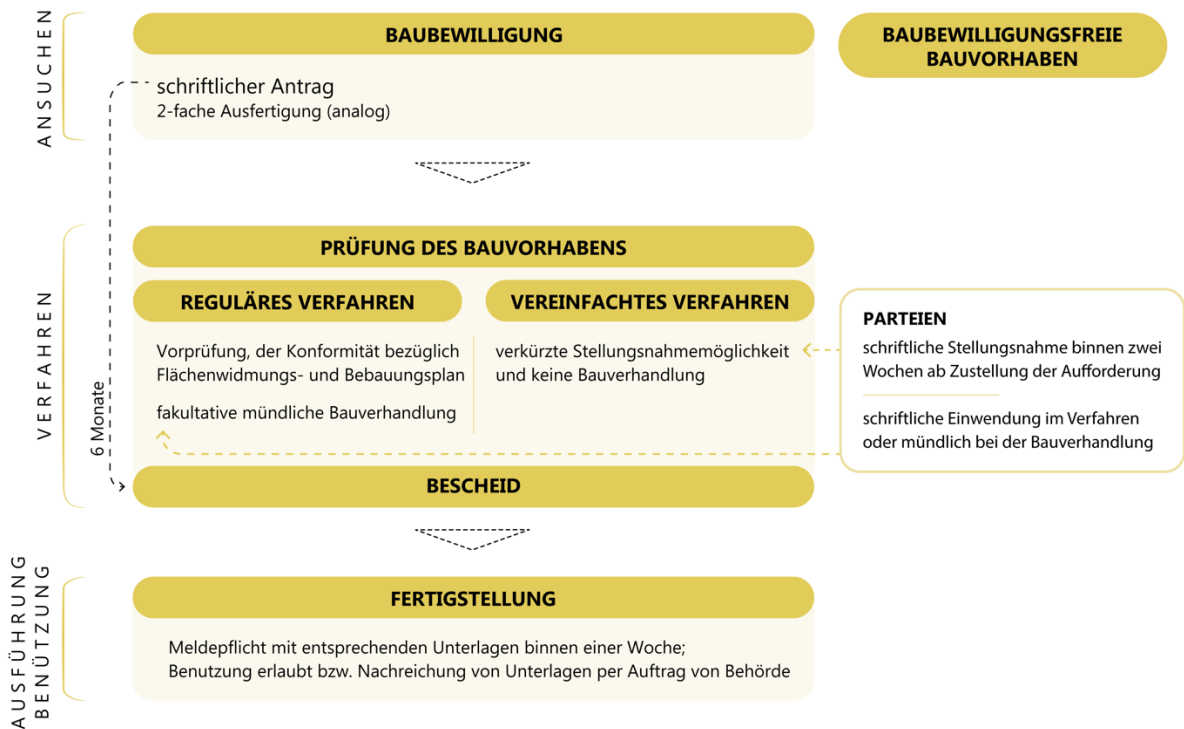 ANSUCHEN
BAUBEWILLIGUNG
schriftlicher Antrag
2-fache Ausfertigung (analog)
BAUBEWILLIGUNGSFREIE
BAUVORHABEN
VERFAHREN
6 Monate
PRÜFUNG DES BAUVORHABENS
REGULÄRES VERFAHREN
Vorprüfung, der Konformität bezüglich
Flächenwidmungs- und Bebauungsplan
fakultative mündliche Bauverhandlung
VEREINFACHTES VERFAHREN
verkürzte Stellungsnahmemöglichkeit
und keine Bauverhandlung
PARTEIEN
schriftliche Stellungsnahme binnen zwei
Wochen ab Zustellung der Aufforderung
schriftliche Einwendung im Verfahren
oder mündlich bei der Bauverhandlung
BESCHEID
AUSFÜHRUNG
BENÜTZUNG
FERTIGSTELLUNG
Meldepflicht mit entsprechenden Unterlagen binnen einer Woche;
Benutzung erlaubt bzw. Nachreichung von Unterlagen per Auftrag von Behörde